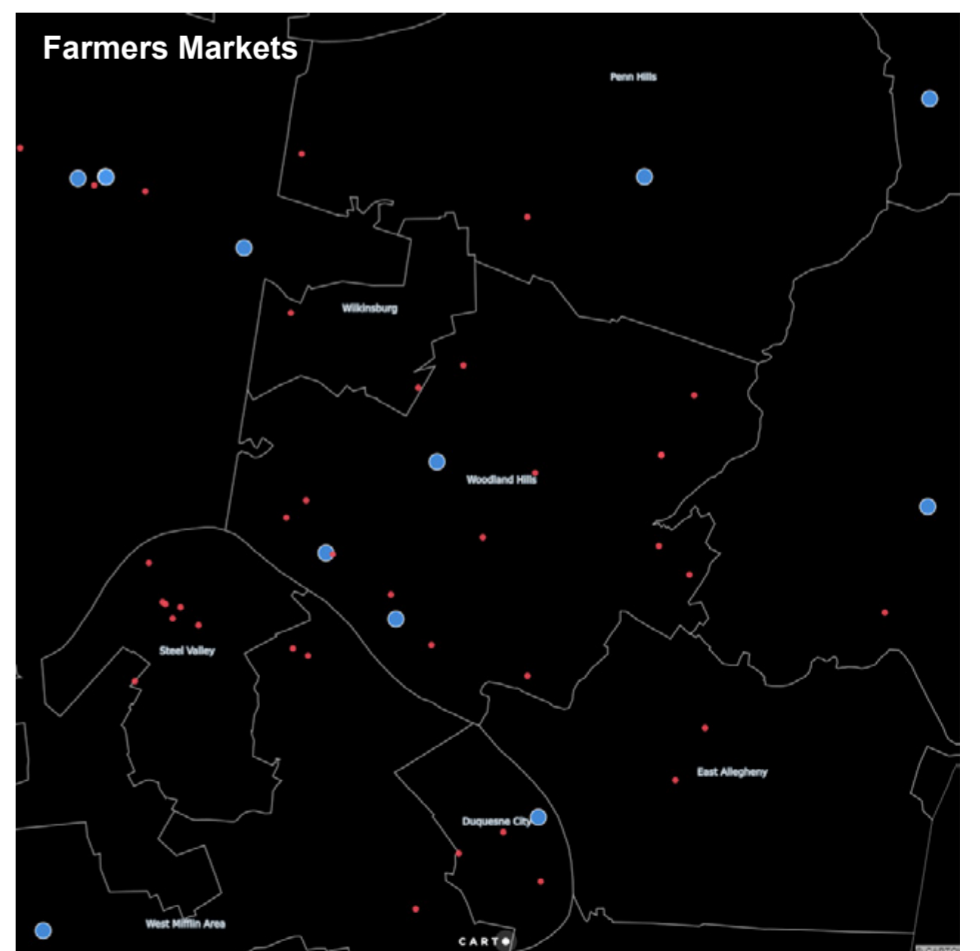 Farmers Markets
Penn Hills
Wilkinsburg
Woodland Hills
Steel Valley
East Allegheny
Duquesne City
West Mifflin Area
CARTO